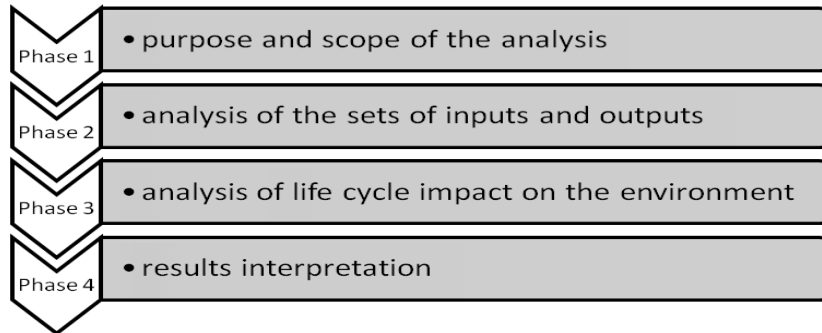 Phase 1
• purpose and scope of the analysis
Phase 2
• analysis of the sets of inputs and outputs
Phase 3
• analysis of life cycle impact on the environment
Phase 4
• results interpretation